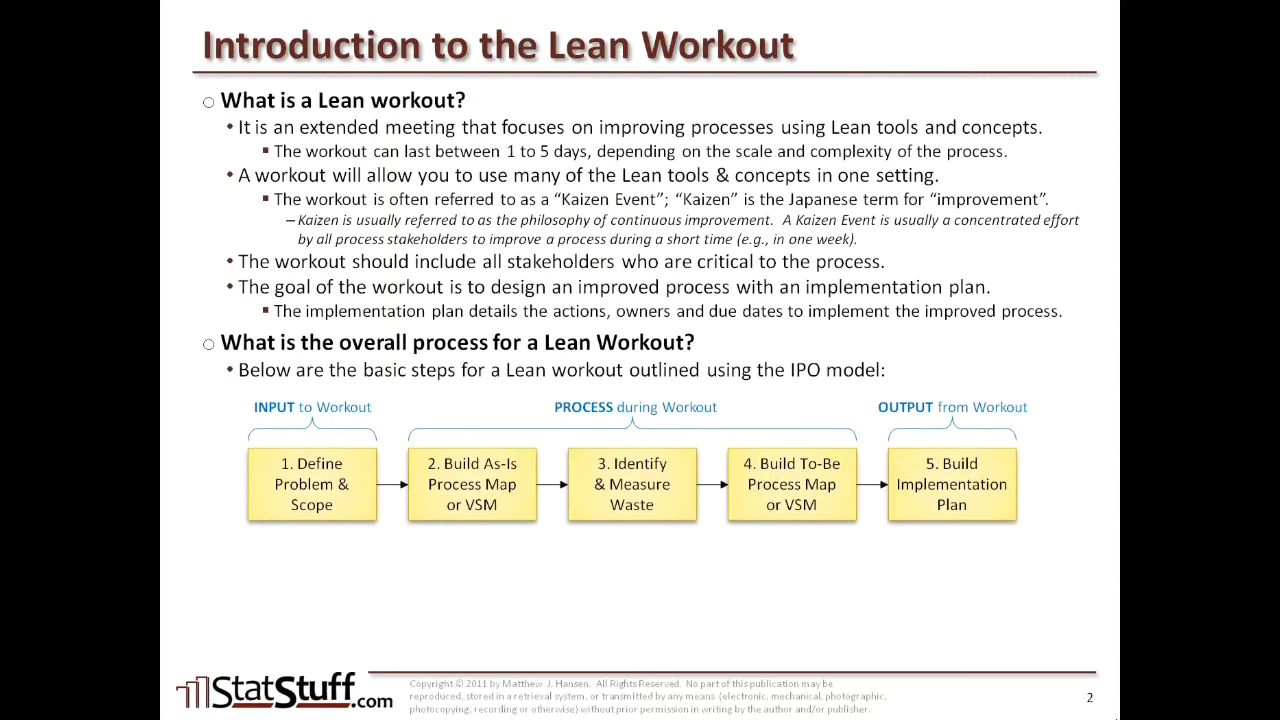 Introduction to the Lean Workout
○ What is a Lean workout?
• It is an extended meeting that focuses on improving processes using Lean tools and concepts.
▪ The workout can last between 1 to 5 days, depending on the scale and complexity of the process.
• A workout will allow you to use many of the Lean tools & concepts in one setting.
▪ The workout is often referred to as a “Kaizen Event”; “Kaizen” is the Japanese term for “improvement”.
– Kaizen is usually referred to as the philosophy of continuous improvement. A Kaizen Event is usually a concentrated effort
by all process stakeholders to improve a process during a short time (e.g., in one week).
• The workout should include all stakeholders who are critical to the process.
• The goal of the workout is to design an improved process with an implementation plan.
▪ The implementation plan details the actions, owners and due dates to implement the improved process.
○ What is the overall process for a Lean Workout?
• Below are the basic steps for a Lean workout outlined using the IPO model:
INPUT to Workout
PROCESS during Workout
OUTPUT from Workout
1. Define
Problem &
Scope
2. Build As-Is
Process Map
or VSM
3. Identify
& Measure
Waste
4. Build To-Be
Process Map
or VSM
5. Build
Implementation
Plan
StatStuff.com
Copyright © 2011 by Matthew J. Hansen. All Rights Reserved. No part of this publication may be
reproduced, stored in a retrieval system, or transmitted by any means (electronic, mechanical, photographic,
photocopying, recording or otherwise) without prior permission in writing by the author and/or publisher.
2